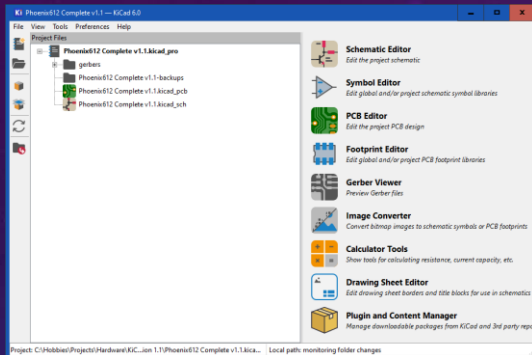 Phoenix612 Complete v1.1 — KiCad 6.0
File View Tools Preferences Help
Project Files
Phoenix612 Complete v1.1.kicad_pro
gerbers
Phoenix612 Complete v1.1-backups
Phoenix612 Complete v1.1.kicad_pcb
Phoenix612 Complete v1.1.kicad_sch
Schematic Editor
Edit the project schematic
Symbol Editor
Edit global and/or project schematic symbol libraries
PCB Editor
Edit the project PCB design
Footprint Editor
Edit global and/or project PCB footprint libraries
Gerber Viewer
Preview Gerber files
Image Converter
Convert bitmap images to schematic symbols or PCB footprints
Calculator Tools
Show tools for calculating resistance, current capacity, etc.
Drawing Sheet Editor
Edit drawing sheet borders and title blocks for use in schematics
Plugin and Content Manager
Manage downloadable packages from KiCad and 3rd party repo
Project: C:\Hobbies\Projects\Hardware\KiC...ion 1.1\Phoenix612 Complete v1.1.kica... Local path: monitoring folder changes